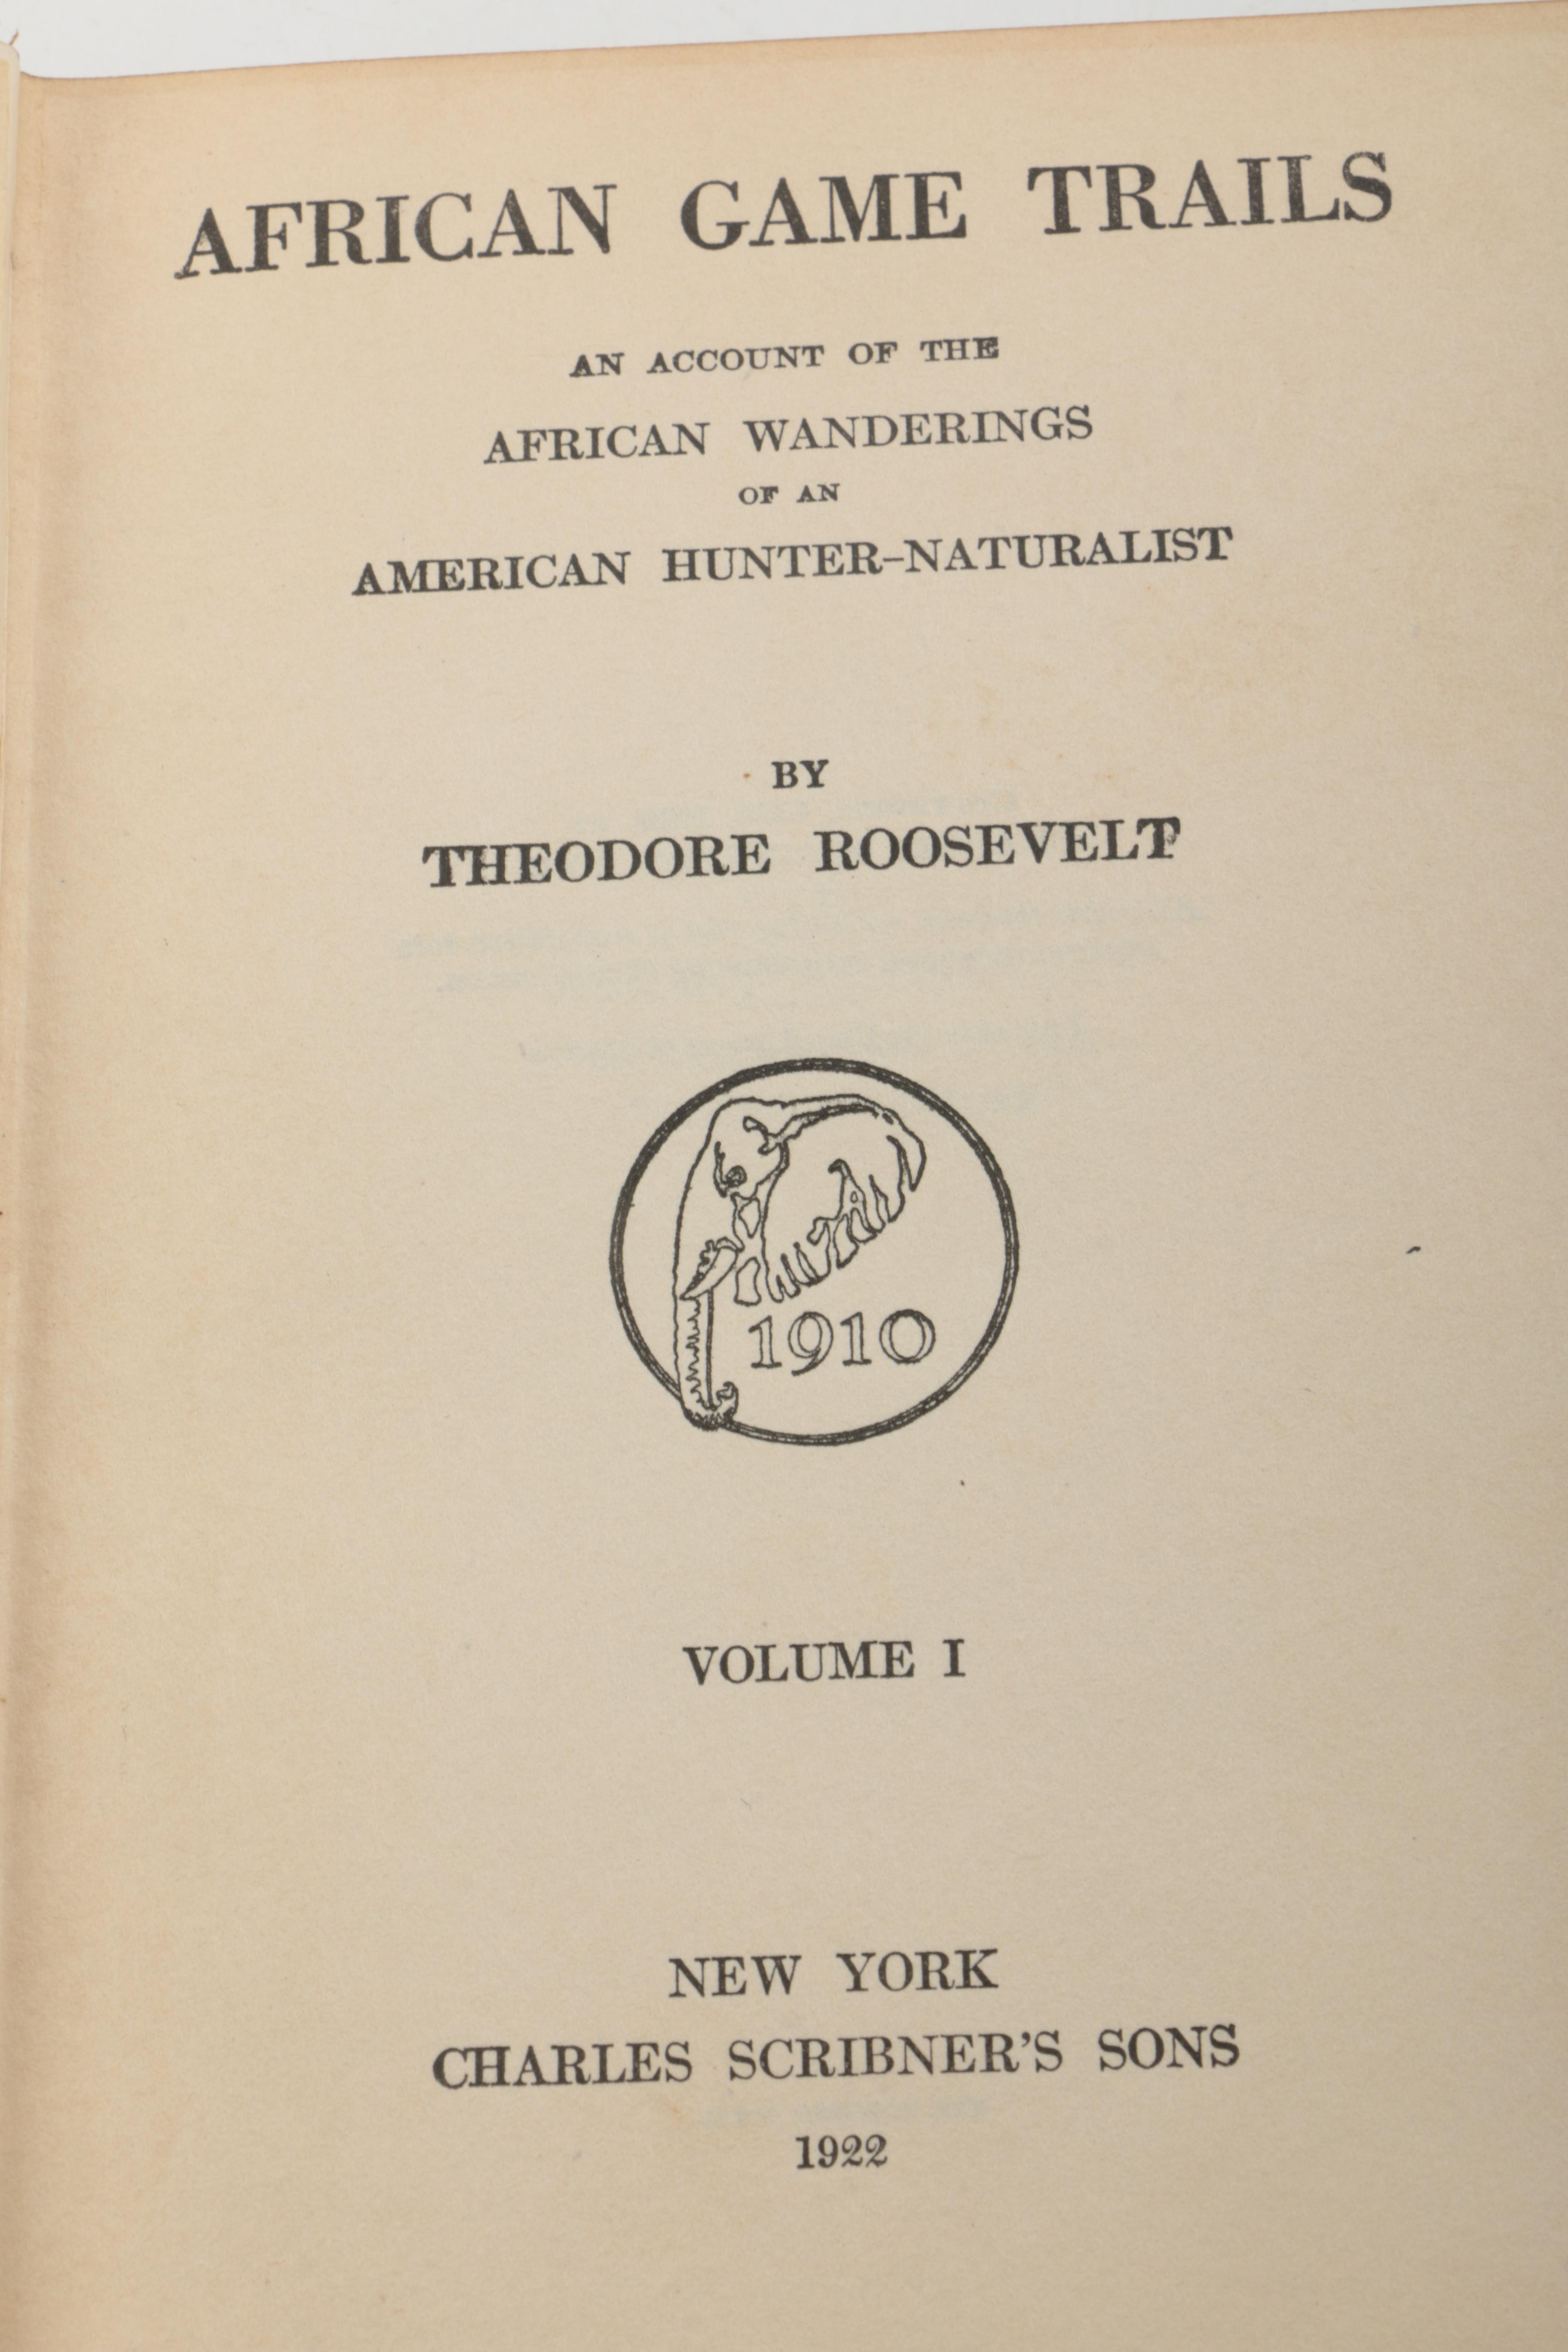 AFRICAN GAME TRAILS
AN ACCOUNT OF THE
AFRICAN WANDERINGS
OF AN
AMERICAN HUNTER-NATURALIST
BY
THEODORE ROOSEVELT
1910
VOLUME I
NEW YORK
CHARLES SCRIBNER'S SONS
1922